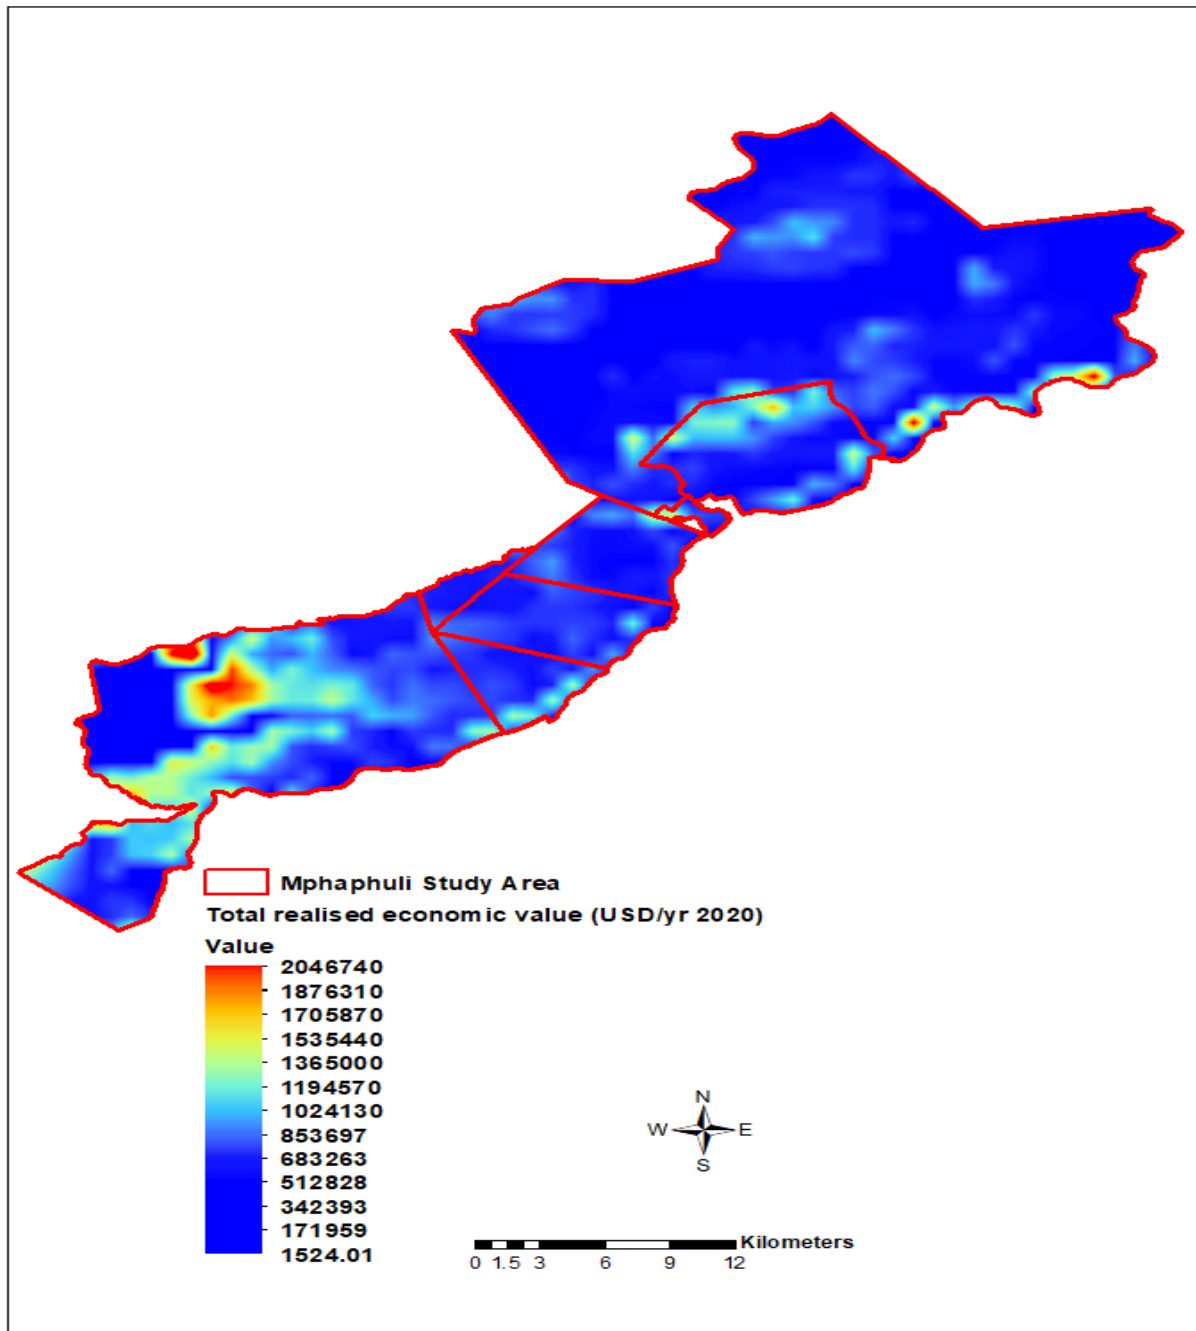 Mphaphuli Study Area
Total realised economic value (USD/yr 2020)
Value
2046740
1876310
1705870
1535440
1365000
1194570
1024130
853697
683263
512828
342393
171959
1524.01
N
W E
S
Kilometers
0 1.5 3 6 9 12